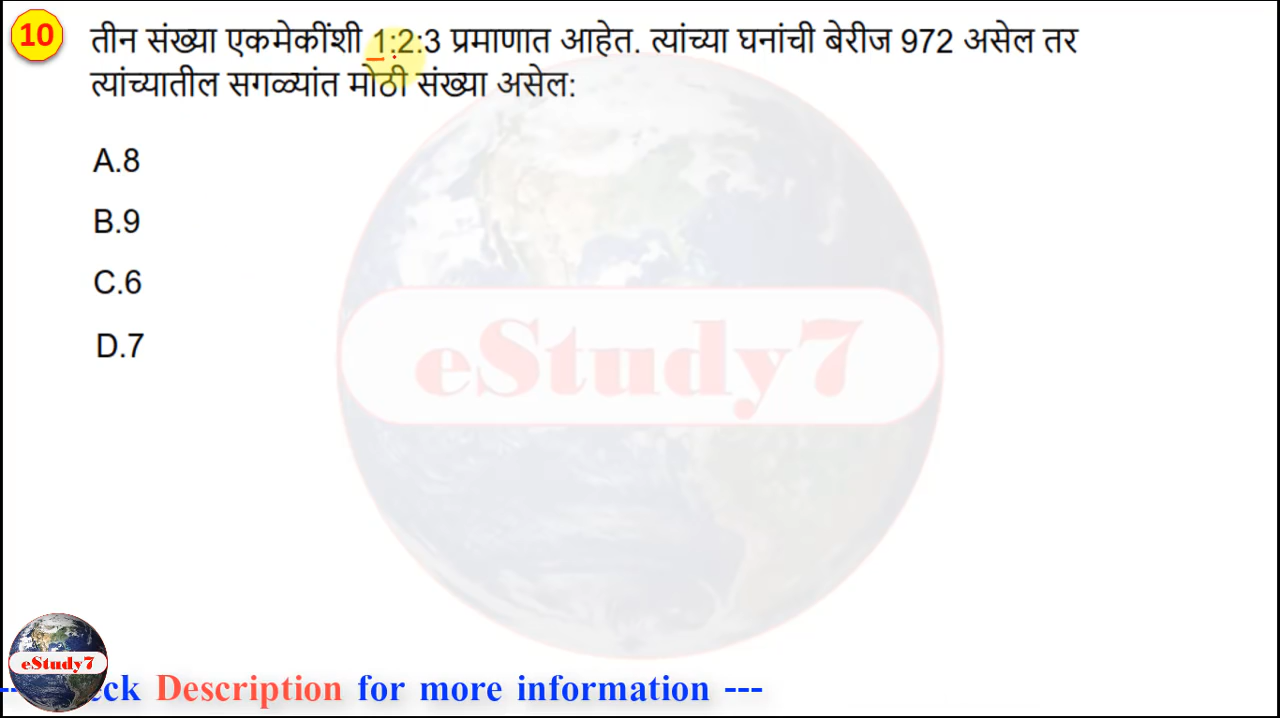 10
तीन संख्या एकमेकींशी 1:2:3 प्रमाणात आहेत. त्यांच्या घनांची बेरीज 972 असेल तर
त्यांच्यातील सगळ्यांत मोठी संख्या असेल:
A.8
B.9
C.6
D.7
eStudy7
eStudy7
eck Description for more information ---